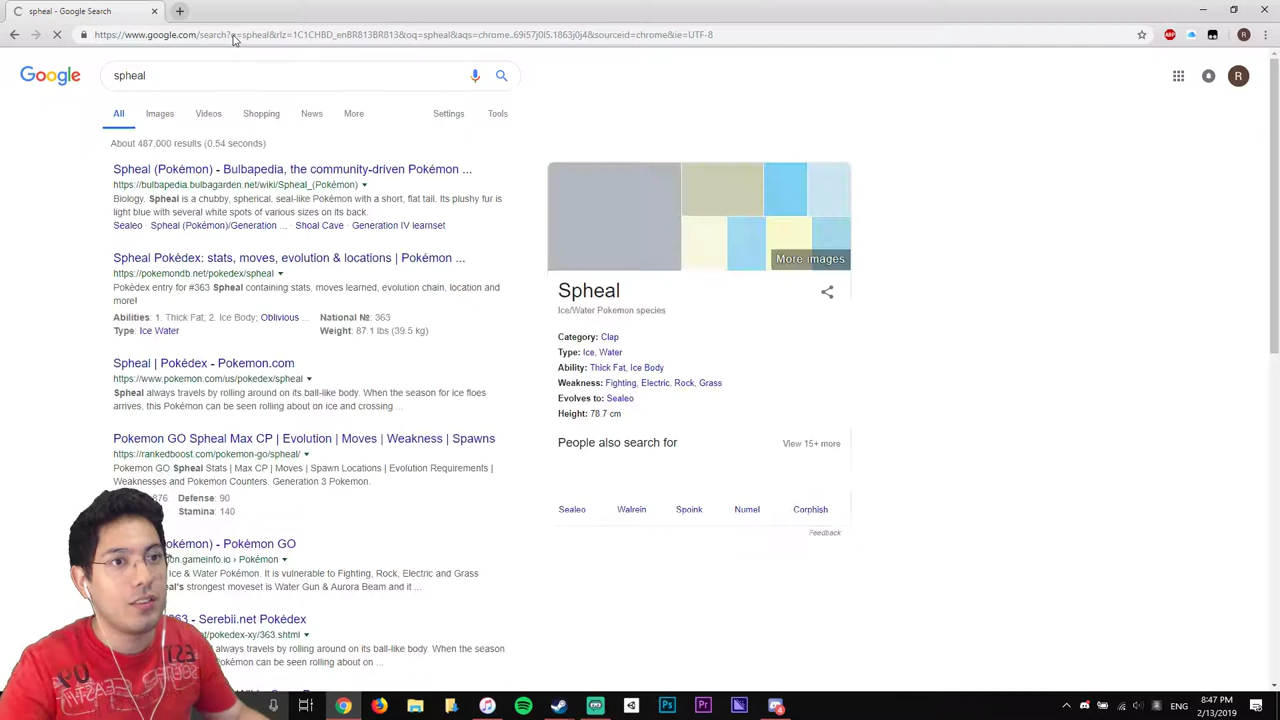 spheal - Google Search
https://www.google.com/search?q=spheal&rlz=1C1CHBD_enBR813BR813&oq=spheal&aqs=chrome..69i57j0l5.1863j0j4&sourceid=chrome&ie=UTF-8
ABP
R
Google
spheal
R
All Images Videos Shopping News More Settings Tools
About 487,000 results (0.54 seconds)
Spheal (Pokémon) - Bulbapedia, the community-driven Pokémon ...
https://bulbapedia.bulbagarden.net/wiki/Spheal_(Pokémon)
Biology. Spheal is a chubby, spherical, seal-like Pokémon with a short, flat tail. Its plushy fur is
light blue with several white spots of various sizes on its back.
Sealeo · Spheal (Pokémon)/Generation ... · Shoal Cave · Generation IV learnset
Spheal Pokédex: stats, moves, evolution & locations | Pokémon ...
https://pokemondb.net/pokedex/spheal
Pokédex entry for #363 Spheal containing stats, moves learned, evolution chain, location and
more!
Abilities: 1. Thick Fat; 2. Ice Body; Oblivious ... National №: 363
Type: Ice Water Weight: 87.1 lbs (39.5 kg)
Spheal | Pokédex - Pokemon.com
https://www.pokemon.com/us/pokedex/spheal
Spheal always travels by rolling around on its ball-like body. When the season for ice floes
arrives, this Pokémon can be seen rolling about on ice and crossing ...
Pokemon GO Spheal Max CP | Evolution | Moves | Weakness | Spawns
https://rankedboost.com/pokemon-go/spheal/
Pokemon GO Spheal Stats | Max CP | Moves | Spawn Locations | Evolution Requirements |
Weaknesses and Pokemon Counters. Generation 3 Pokemon.
876 Defense: 90
Stamina: 140
okémon) - Pokémon GO
on.gameinfo.io › Pokémon
Ice & Water Pokémon. It is vulnerable to Fighting, Rock, Electric and Grass
eal's strongest moveset is Water Gun & Aurora Beam and it ...
363 - Serebii.net Pokédex
et/pokedex-xy/363.shtml
always travels by rolling around on its ball-like body. When the season
okémon can be seen rolling about on ...
More images
Spheal
Ice/Water Pokemon species
Category: Clap
Type: Ice, Water
Ability: Thick Fat, Ice Body
Weakness: Fighting, Electric, Rock, Grass
Evolves to: Sealeo
Height: 78.7 cm
People also search for View 15+ more
Sealeo Walrein Spoink Numel Corphish
Feedback
ENG
8:47 PM
2/13/2019